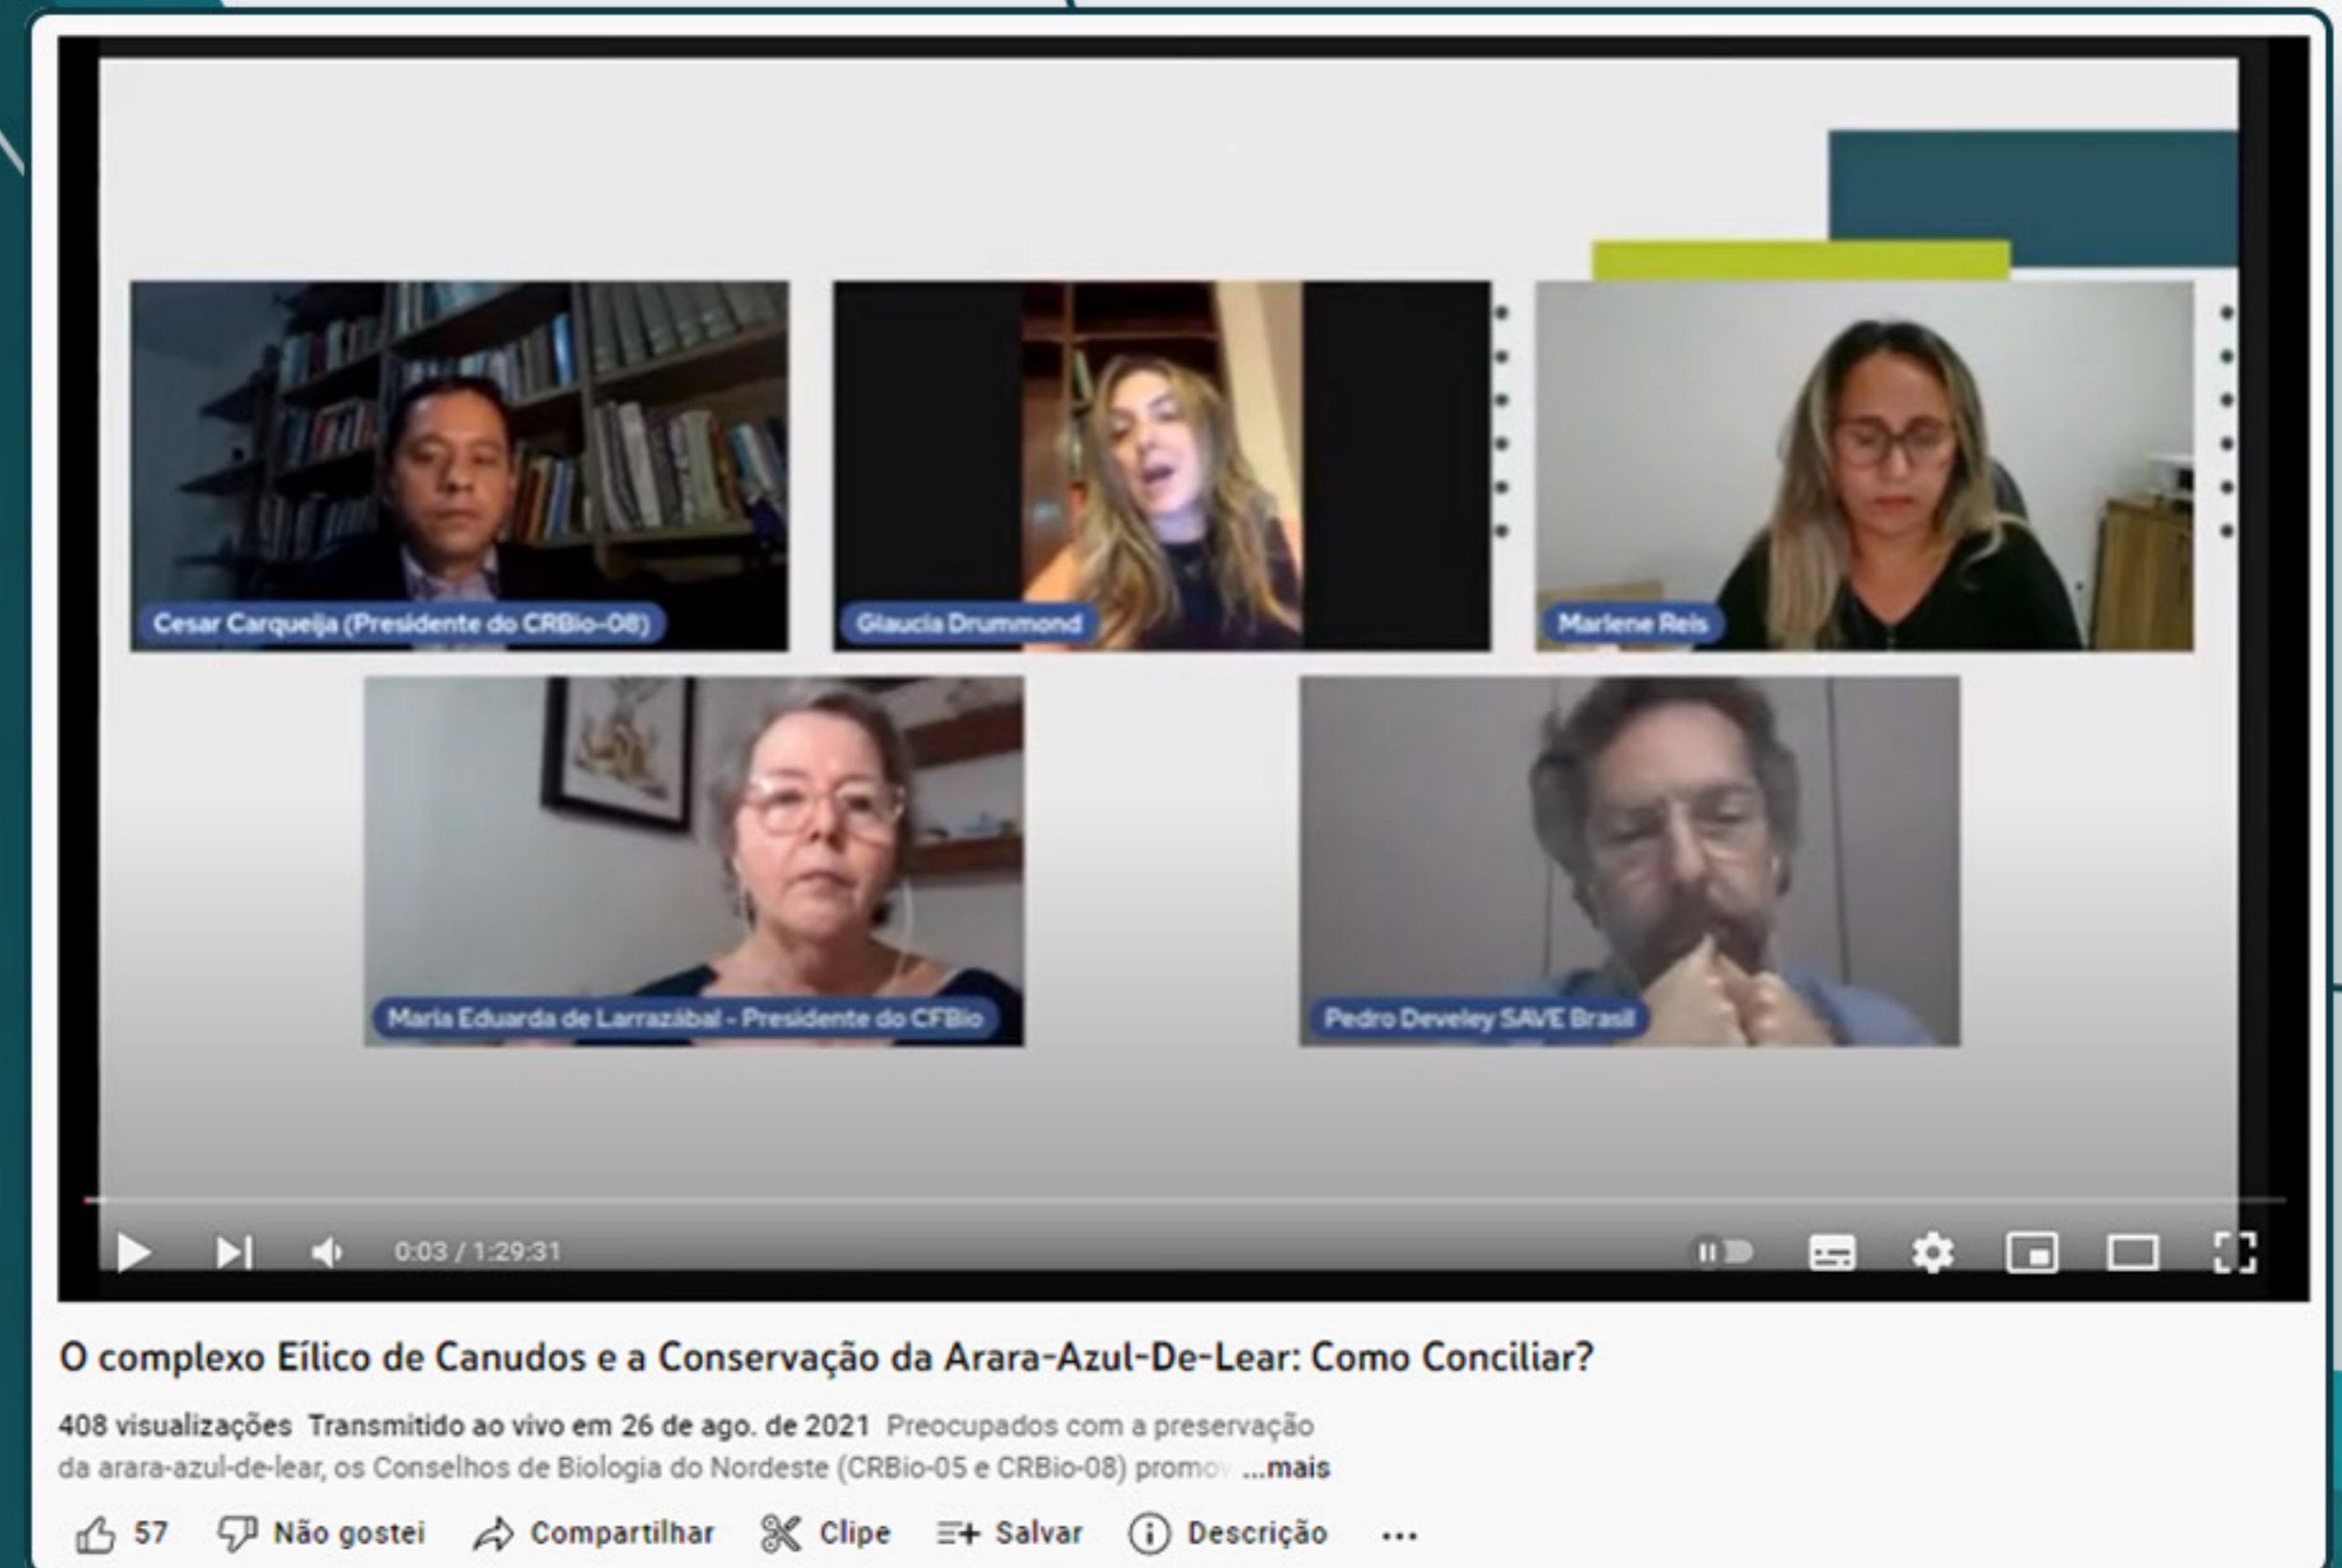 Cesar Carqueija (Presidente do CRBio-08)
Glaucia Drummond
Marlene Reis
Maria Eduarda de Larrazábal - Presidente do CFBio
Pedro Develey SAVE Brasil
0:03 / 1:29:31
O complexo Eílico de Canudos e a Conservação da Arara-Azul-De-Lear: Como Conciliar?
408 visualizações Transmitido ao vivo em 26 de ago. de 2021 Preocupados com a preservação
da arara-azul-de-lear, os Conselhos de Biologia do Nordeste (CRBio-05 e CRBio-08) promov ...mais
57 Não gostei Compartilhar Clipe Salvar Descrição ...